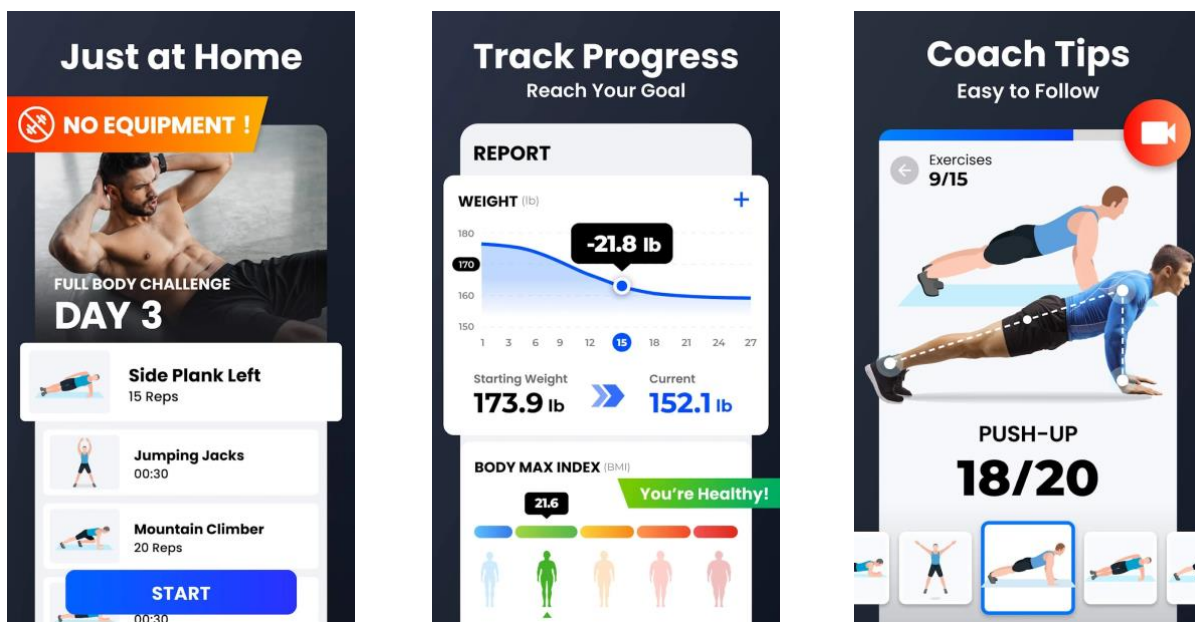 Just at Home
NO EQUIPMENT !
FULL BODY CHALLENGE
DAY 3
Side Plank Left
15 Reps
Jumping Jacks
00:30
Mountain Climber
20 Reps
START
00:30
Track Progress
Reach Your Goal
REPORT
WEIGHT (lb)
+
180
-21.8 lb
170
160
150
1 3 6 9 12 15 18 21 24 27
Starting Weight
173.9 lb
Current
152.1 lb
BODY MAX INDEX (BMI)
You're Healthy!
21.6
Coach Tips
Easy to Follow
Exercises
9/15
PUSH-UP
18/20